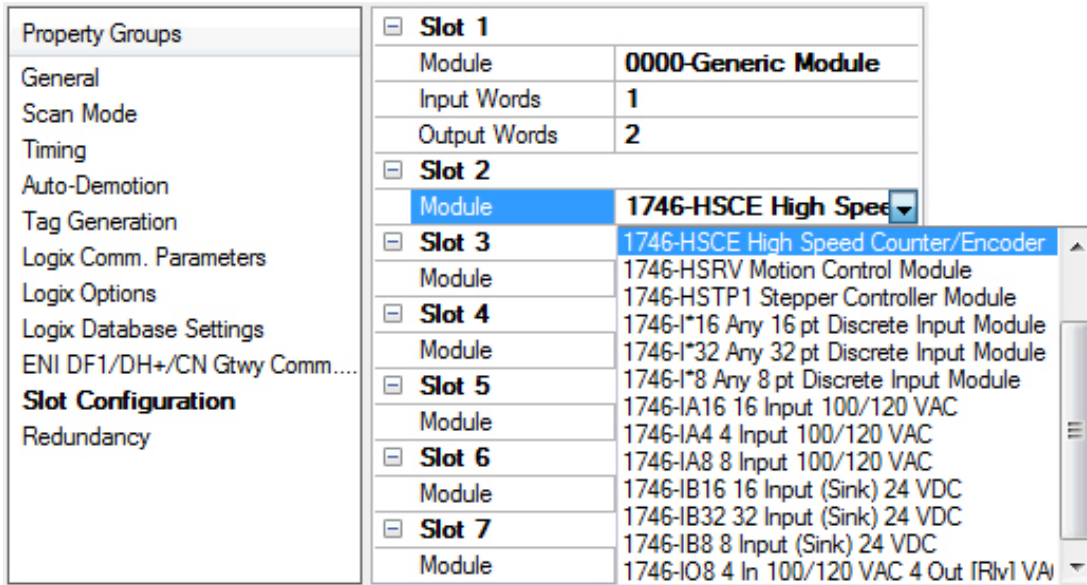 Property Groups
General
Scan Mode
Timing
Auto-Demotion
Tag Generation
Logix Comm. Parameters
Logix Options
Logix Database Settings
ENI DF1/DH+/CN Gtwy Comm....
Slot Configuration
Redundancy
Slot 1
Module 0000-Generic Module
Input Words 1
Output Words 2
Slot 2
Module 1746-HSCE High Spee
Slot 3
Module
Slot 4
Module
Slot 5
Module
Slot 6
Module
Slot 7
Module
1746-HSCE High Speed Counter/Encoder
1746-HSRV Motion Control Module
1746-HSTP1 Stepper Controller Module
1746-I*16 Any 16 pt Discrete Input Module
1746-I*32 Any 32 pt Discrete Input Module
1746-I*8 Any 8 pt Discrete Input Module
1746-IA16 16 Input 100/120 VAC
1746-IA4 4 Input 100/120 VAC
1746-IA8 8 Input 100/120 VAC
1746-IB16 16 Input (Sink) 24 VDC
1746-IB32 32 Input (Sink) 24 VDC
1746-IB8 8 Input (Sink) 24 VDC
1746-IO8 4 In 100/120 VAC 4 Out [Rly] VA